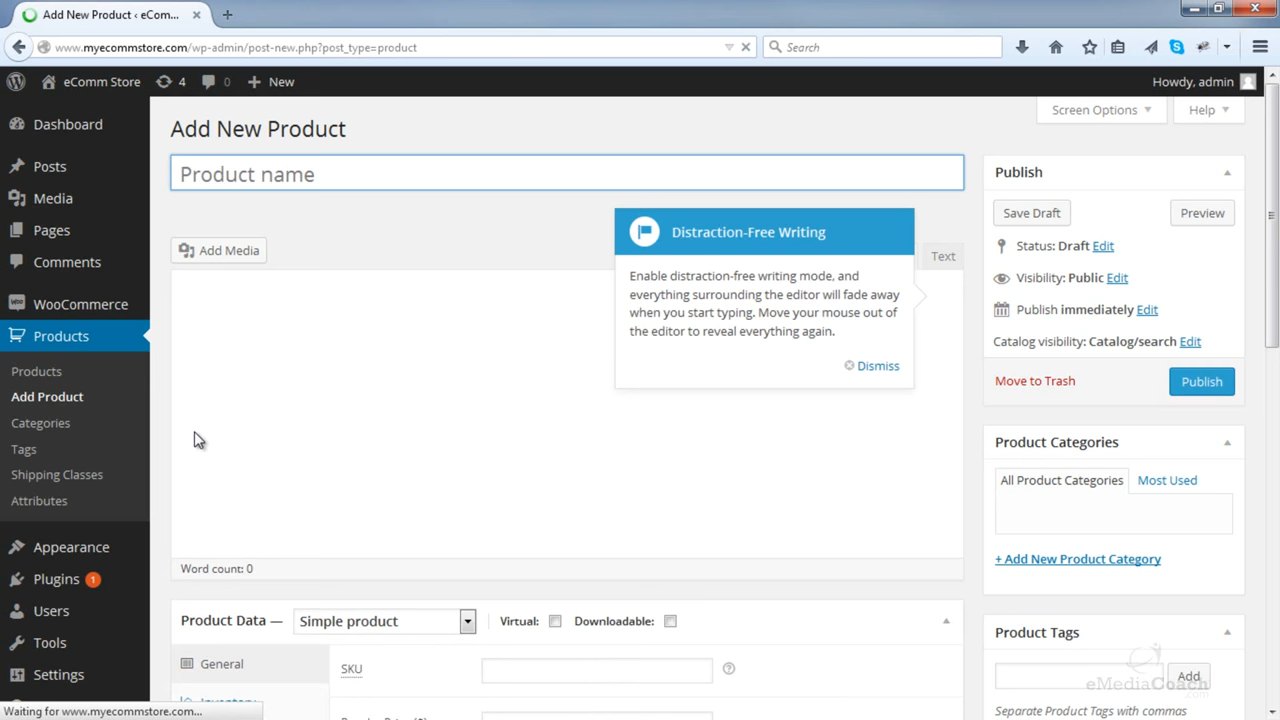 Add New Product ‹ eCom...
www.myecommstore.com/wp-admin/post-new.php?post_type=product
Search
eComm Store
4
0
New
Howdy, admin
Screen Options
Help
Dashboard
Posts
Media
Pages
Comments
WooCommerce
Products
Products
Add Product
Categories
Tags
Shipping Classes
Attributes
Appearance
Plugins 1
Users
Tools
Settings
Waiting for www.myecommstore.com...
Add New Product
Product name
Add Media
Text
Distraction-Free Writing
Enable distraction-free writing mode, and
everything surrounding the editor will fade away
when you start typing. Move your mouse out of
the editor to reveal everything again.
Dismiss
Word count: 0
Product Data — Simple product Virtual: Downloadable:
General
SKU
Inventory
Publish
Save Draft
Preview
Status: Draft Edit
Visibility: Public Edit
Publish immediately Edit
Catalog visibility: Catalog/search Edit
Move to Trash
Publish
Product Categories
All Product Categories
Most Used
+ Add New Product Category
Product Tags
Add
Separate Product Tags with commas
eMediaCoach
.com